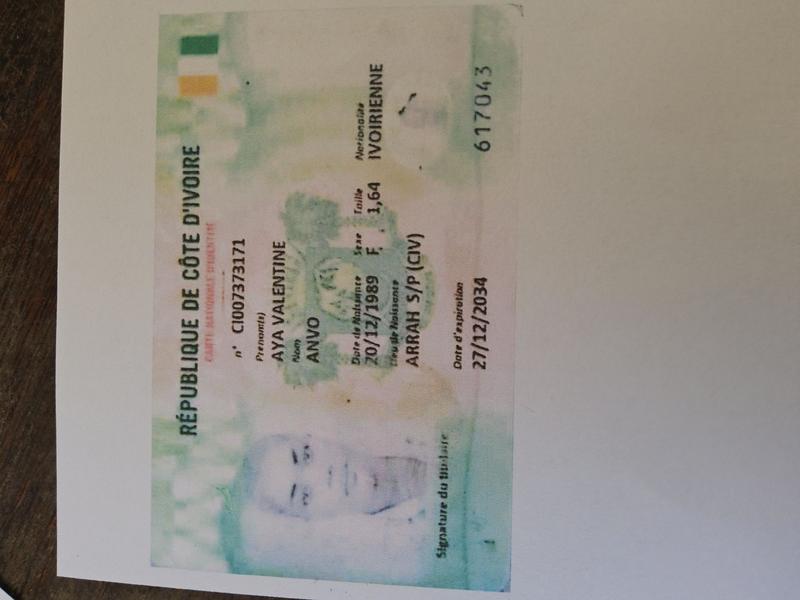 RÉPUBLIQUE DE CÔTE D'IVOIRE
CARTE NATIONALE D'IDENTITÉ
n° CI007373171
Prénom(s)
AYA VALENTINE
Nom
ANVO
Date de Naissance Sexe Taille Nationalité
20/12/1989 F 1,64 IVOIRIENNE
Lieu de Naissance
ARRAH S/P (CIV)
Date d'expiration
27/12/2034
617043
Signature du titulaire